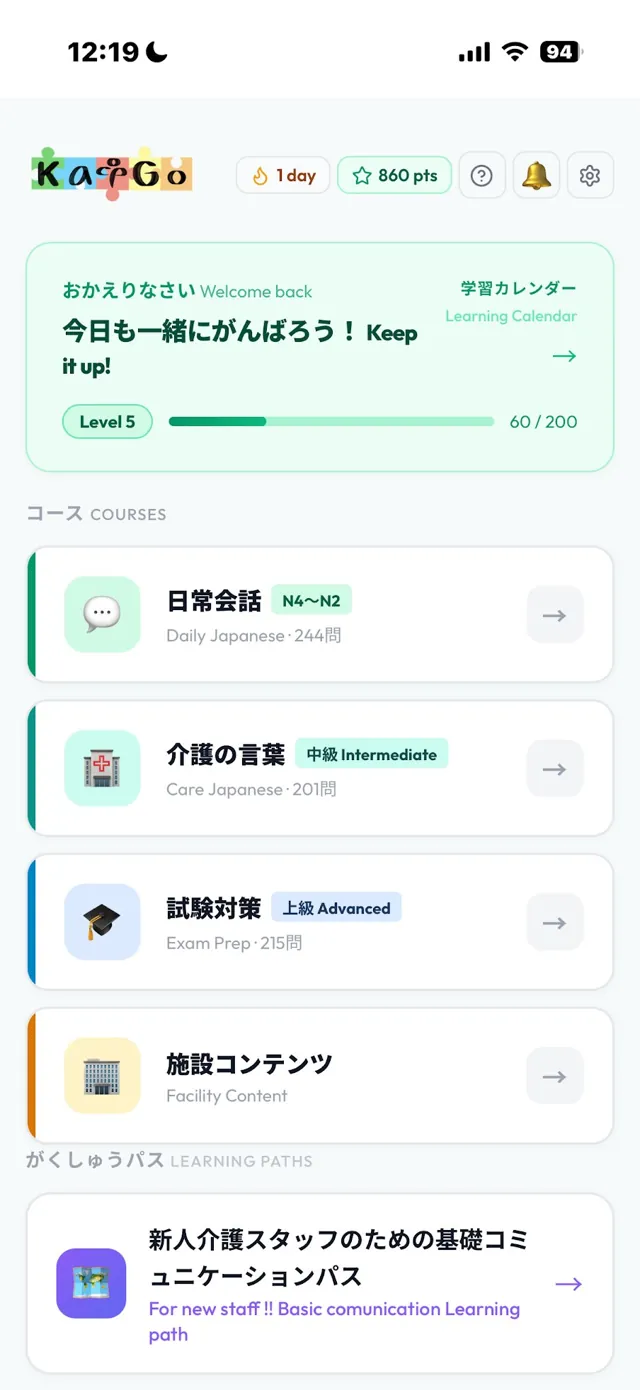 12:19
94
KaiGo
1 day
860 pts
おかえりなさい Welcome back
今日も一緒にがんばろう！ Keep
it up!
学習カレンダー
Learning Calendar
→
Level 5
60 / 200
コース COURSES
日常会話 N4〜N2
Daily Japanese · 244問
→
介護の言葉 中級 Intermediate
Care Japanese · 201問
→
試験対策 上級 Advanced
Exam Prep · 215問
→
施設コンテンツ
Facility Content
→
がくしゅうパス LEARNING PATHS
新人介護スタッフのための基礎コミ
ュニケーションパス
For new staff !! Basic comunication Learning
path
→